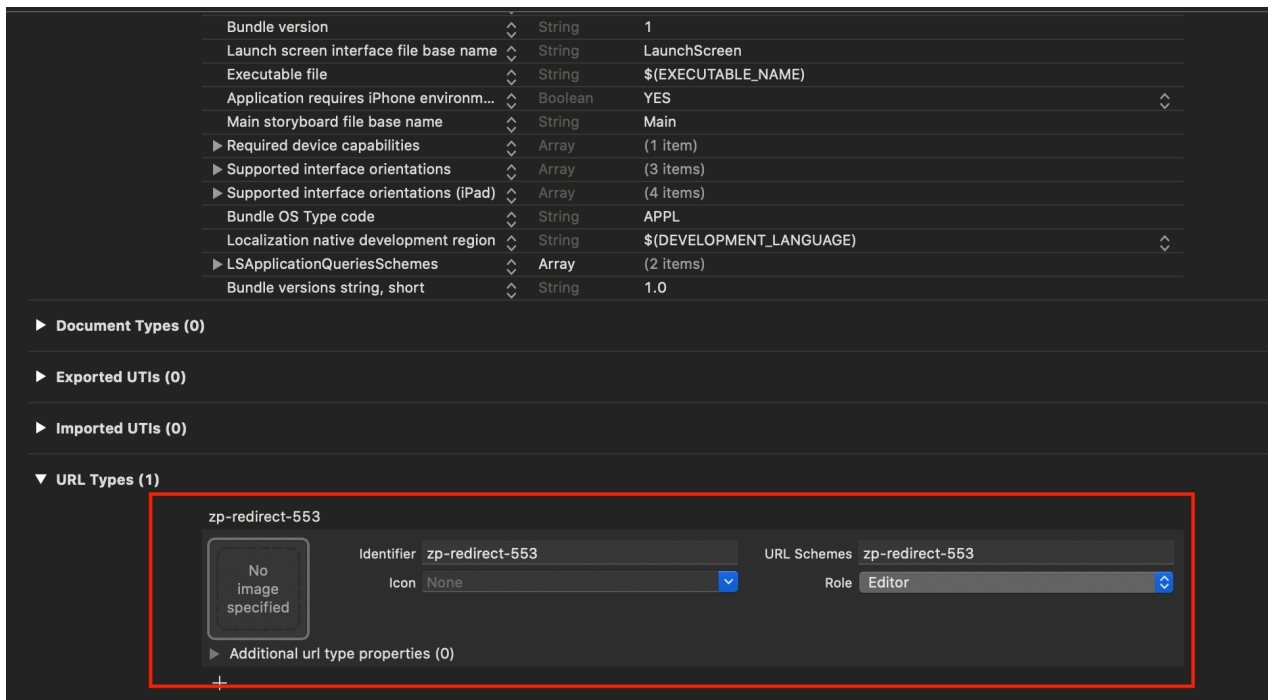 Bundle version String 1
Launch screen interface file base name String LaunchScreen
Executable file String $(EXECUTABLE_NAME)
Application requires iPhone environm... Boolean YES
Main storyboard file base name String Main
Required device capabilities Array (1 item)
Supported interface orientations Array (3 items)
Supported interface orientations (iPad) Array (4 items)
Bundle OS Type code String APPL
Localization native development region String $(DEVELOPMENT_LANGUAGE)
LSApplicationQueriesSchemes Array (2 items)
Bundle versions string, short String 1.0
Document Types (0)
Exported UTIs (0)
Imported UTIs (0)
URL Types (1)
zp-redirect-553
Identifier zp-redirect-553 URL Schemes zp-redirect-553
No
image
specified
Icon None Role Editor
Additional url type properties (0)